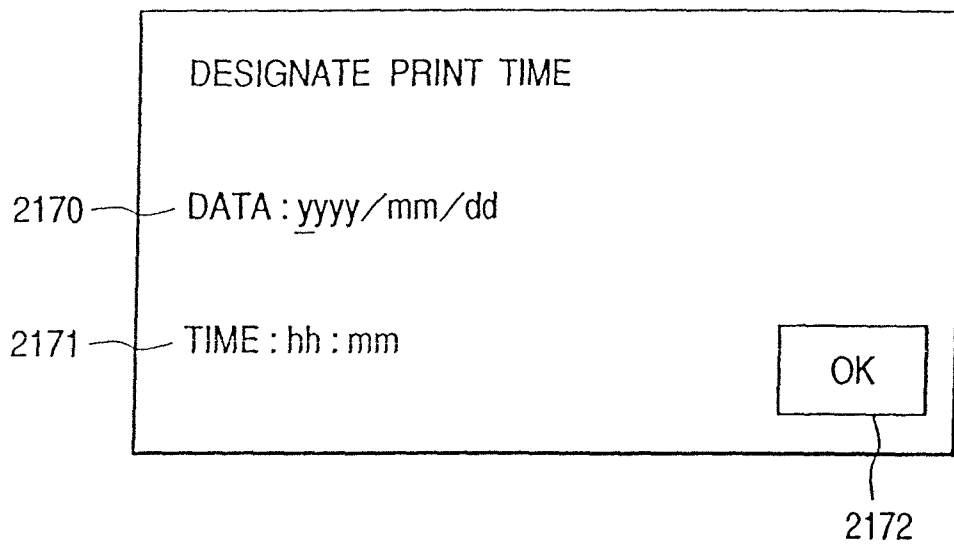 DESIGNATE PRINT TIME
2170 DATA : yyyy/mm/dd
2171 TIME : hh : mm
OK
2172